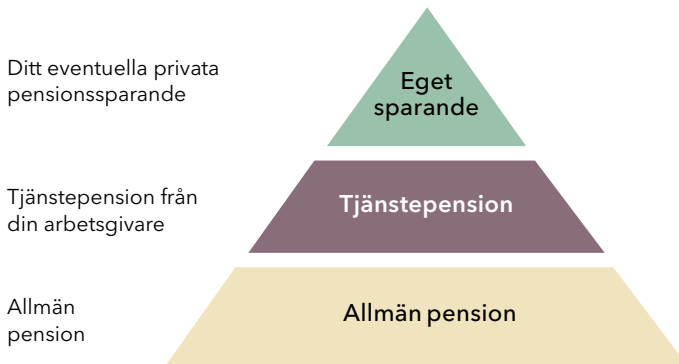 Ditt eventuella privata
pensionssparande
Eget
sparande
Tjänstepension från
din arbetsgivare
Tjänstepension
Allmän
pension
Allmän pension